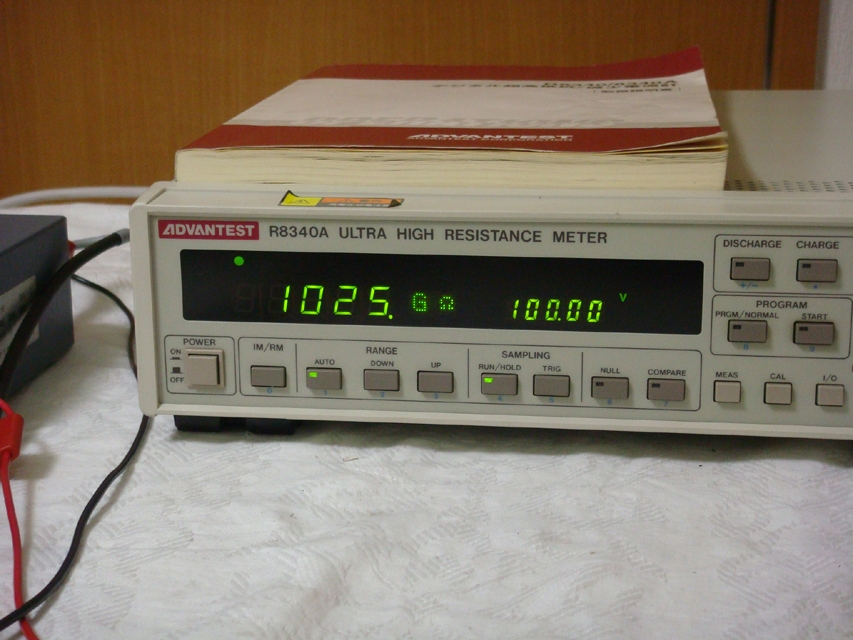 ADVANTEST
ADVANTEST R8340A ULTRA HIGH RESISTANCE METER
1025. G Ω 100.00 V
DISCHARGE CHARGE
PROGRAM
PRGM/NORMAL START
POWER
ON
OFF
IM/RM
RANGE
AUTO DOWN UP
SAMPLING
RUN/HOLD TRIG
NULL COMPARE
MEAS CAL I/O